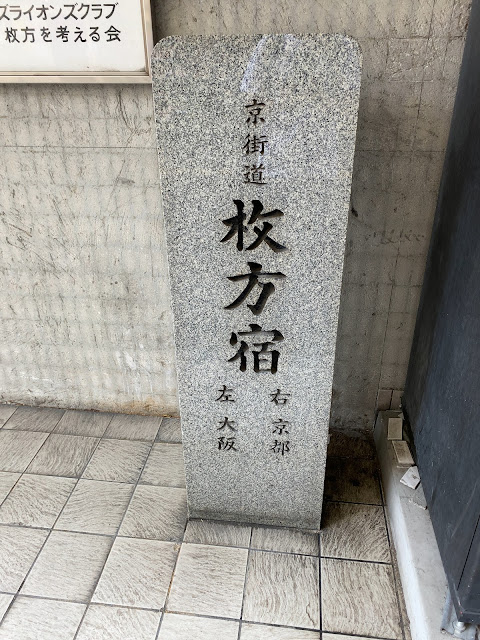 ズライオンズクラブ
枚方を考える会
京街道
枚方宿
右 京都
左 大阪